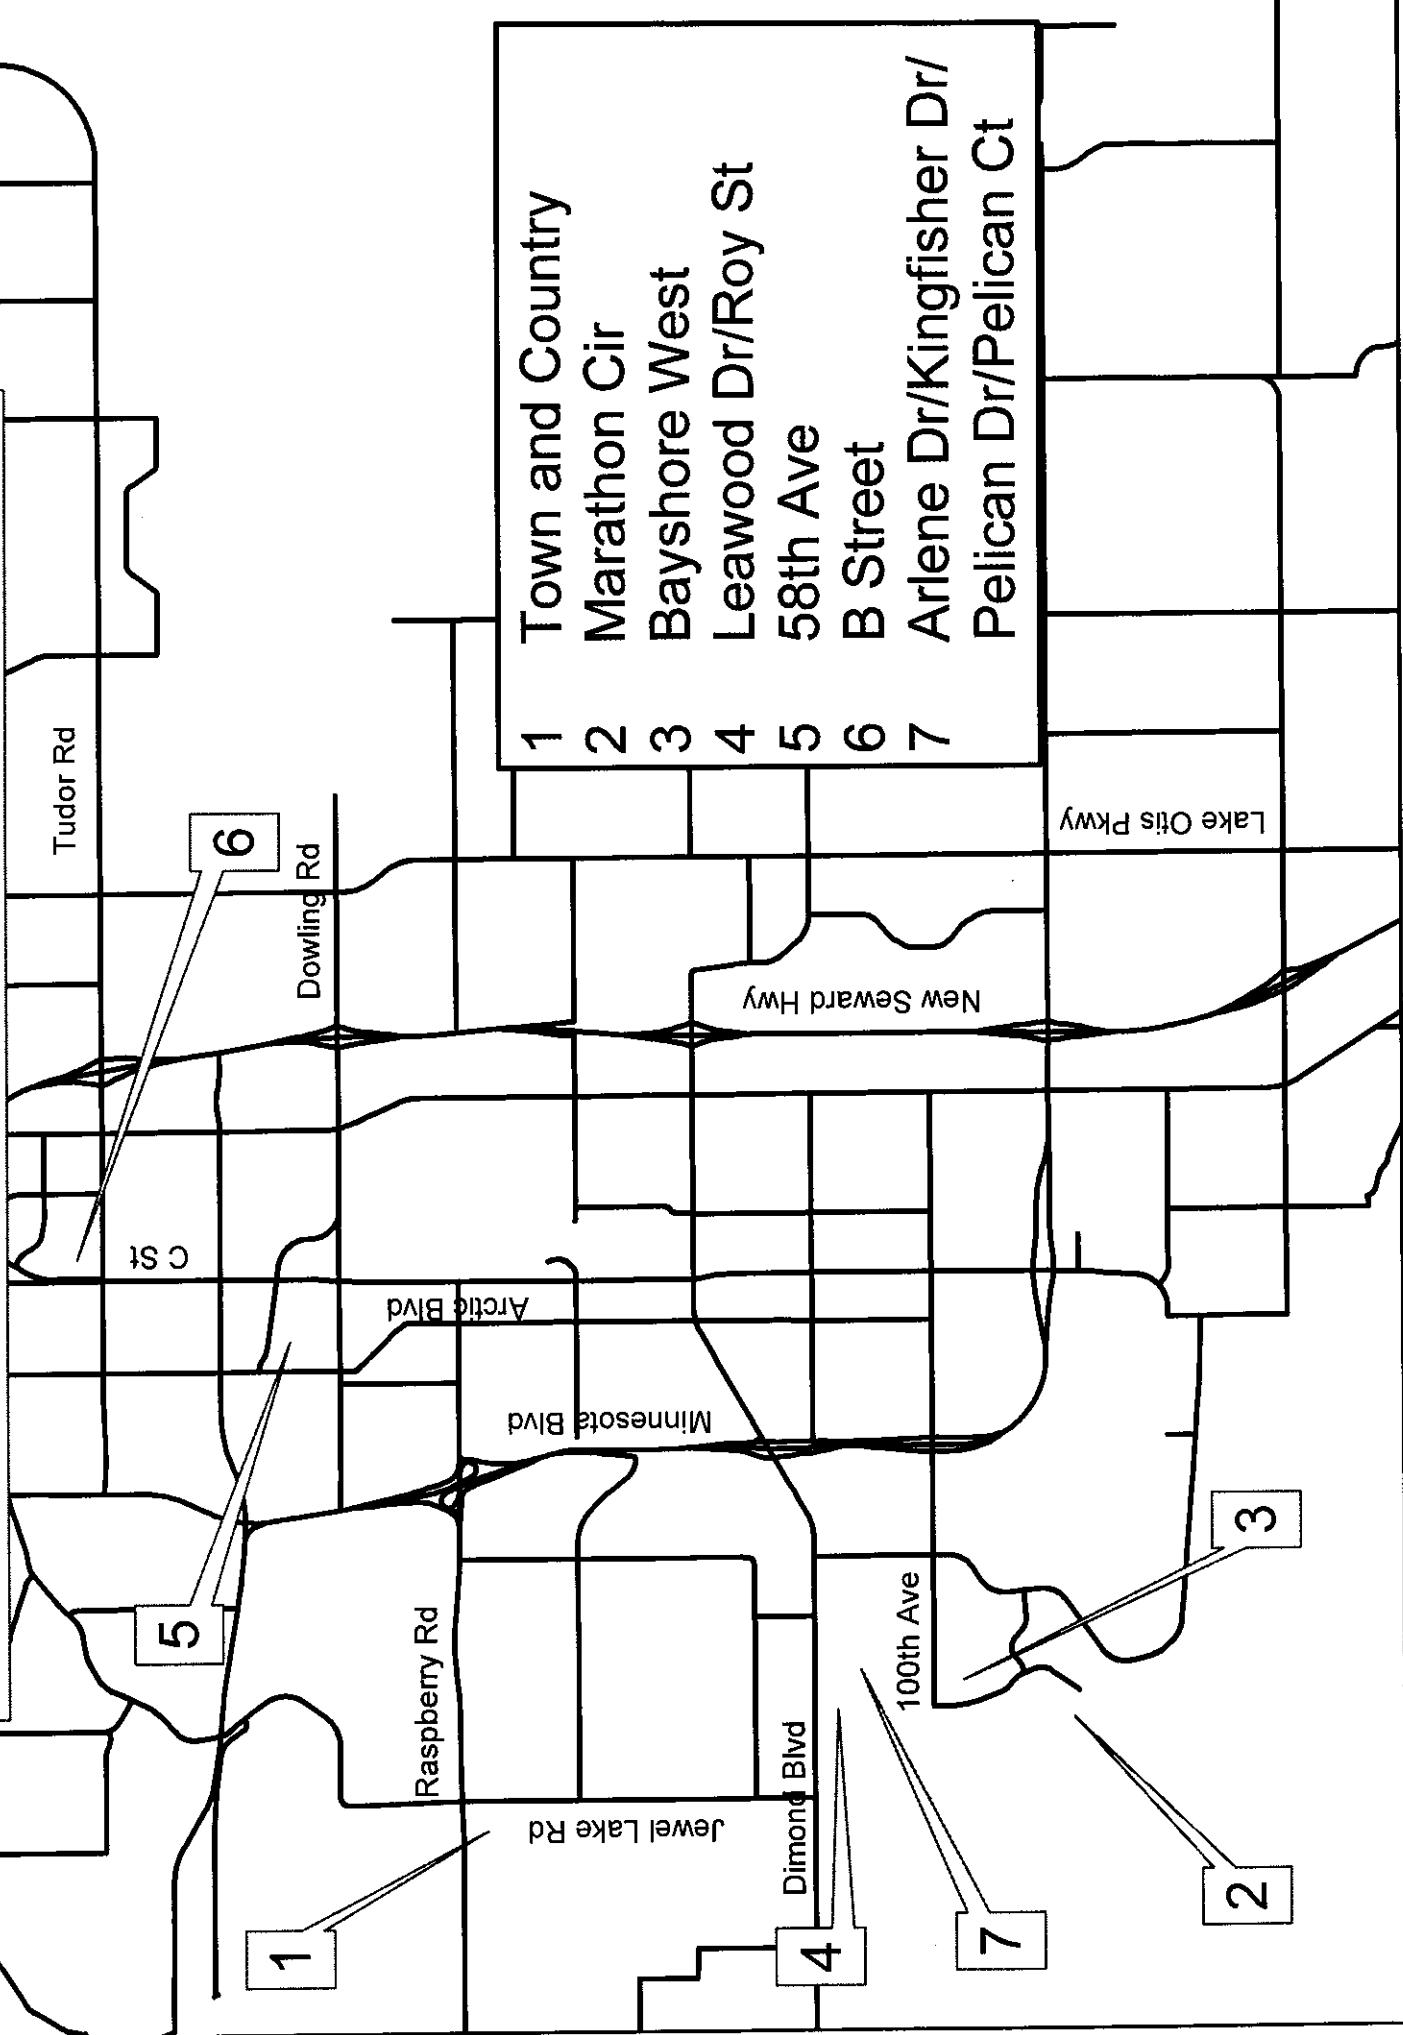 Tudor Rd
6
Dowling Rd
C St
Arctic Blvd
5
Minnesota Blvd
Raspberry Rd
1
Jewel Lake Rd
Dimond Blvd
4
7
100th Ave
3
2
New Seward Hwy
Lake Otis Pkwy
1 Town and Country
2 Marathon Cir
3 Bayshore West
4 Leawood Dr/Roy St
5 58th Ave
6 B Street
7 Arlene Dr/Kingfisher Dr/
Pelican Dr/Pelican Ct